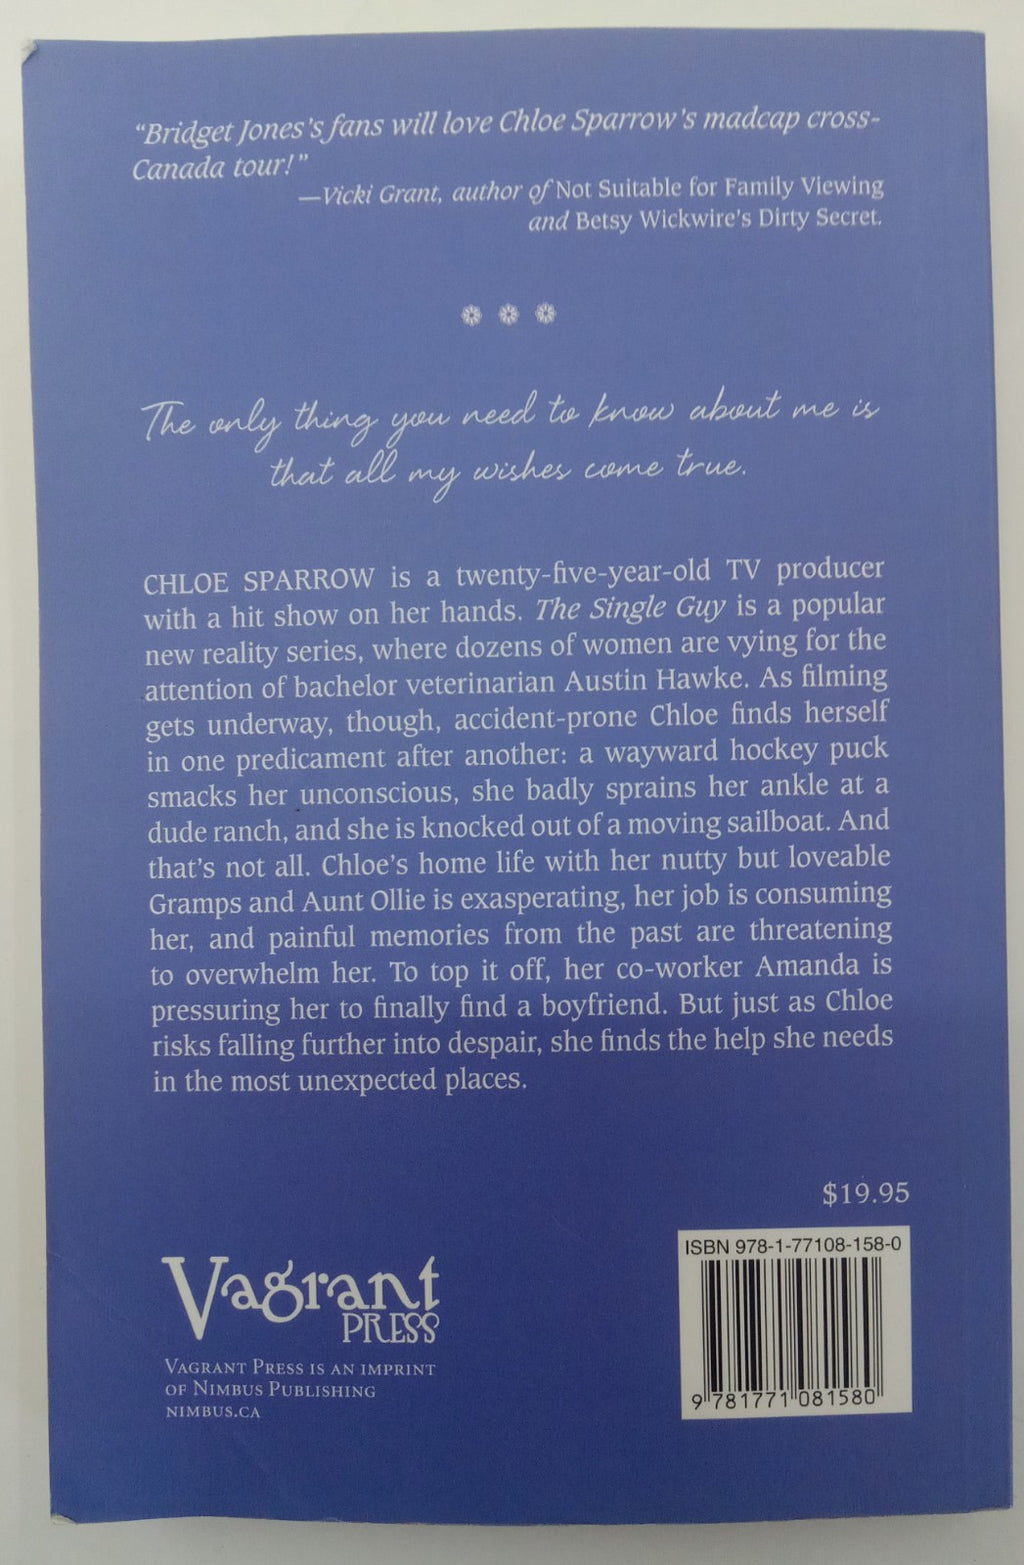 “Bridget Jones’s fans will love Chloe Sparrow’s madcap cross-
Canada tour!”
—Vicki Grant, author of Not Suitable for Family Viewing
and Betsy Wickwire’s Dirty Secret.
The only thing you need to know about me is
that all my wishes come true.
CHLOE SPARROW is a twenty-five-year-old TV producer
with a hit show on her hands. The Single Guy is a popular
new reality series, where dozens of women are vying for the
attention of bachelor veterinarian Austin Hawke. As filming
gets underway, though, accident-prone Chloe finds herself
in one predicament after another: a wayward hockey puck
smacks her unconscious, she badly sprains her ankle at a
dude ranch, and she is knocked out of a moving sailboat. And
that’s not all. Chloe’s home life with her nutty but loveable
Gramps and Aunt Ollie is exasperating, her job is consuming
her, and painful memories from the past are threatening
to overwhelm her. To top it off, her co-worker Amanda is
pressuring her to finally find a boyfriend. But just as Chloe
risks falling further into despair, she finds the help she needs
in the most unexpected places.
$19.95
ISBN 978-1-77108-158-0
9 781771 081580
Vagrant
PRESS
VAGRANT PRESS IS AN IMPRINT
OF NIMBUS PUBLISHING
NIMBUS.CA